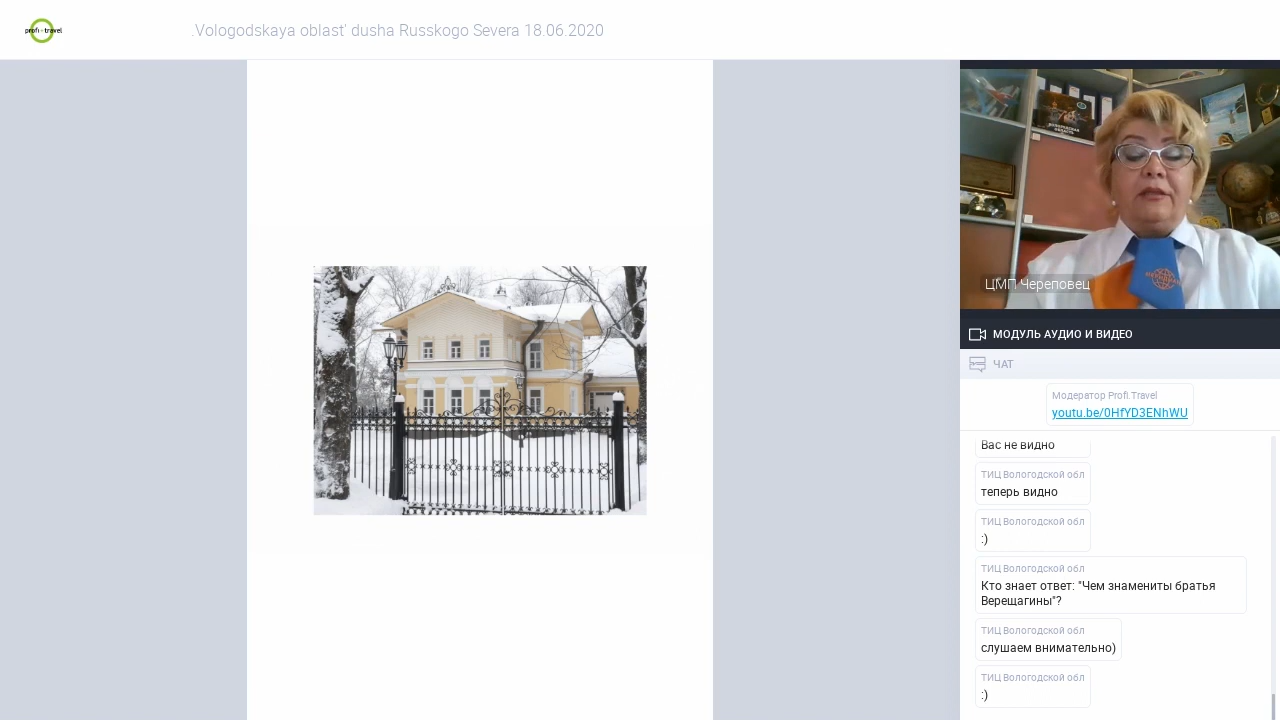 profi travel
.Vologodskaya oblast' dusha Russkogo Severa 18.06.2020
ВОЛОГОДСКАЯ
ОБЛАСТЬ
ЦМП Череповец
МОДУЛЬ АУДИО И ВИДЕО
ЧАТ
Модератор Profi.Travel
youtu.be/0HfYD3ENhWU
Вас не видно
ТИЦ Вологодской обл
теперь видно
ТИЦ Вологодской обл
:)
ТИЦ Вологодской обл
Кто знает ответ: "Чем знамениты братья
Верещагины"?
ТИЦ Вологодской обл
слушаем внимательно)
ТИЦ Вологодской обл
:)